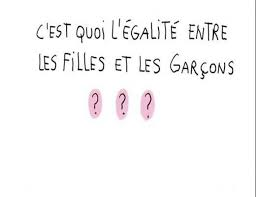 C'EST QUOI L'ÉGALITÉ ENTRE
LES FILLES ET LES GARÇONS
? ? ?